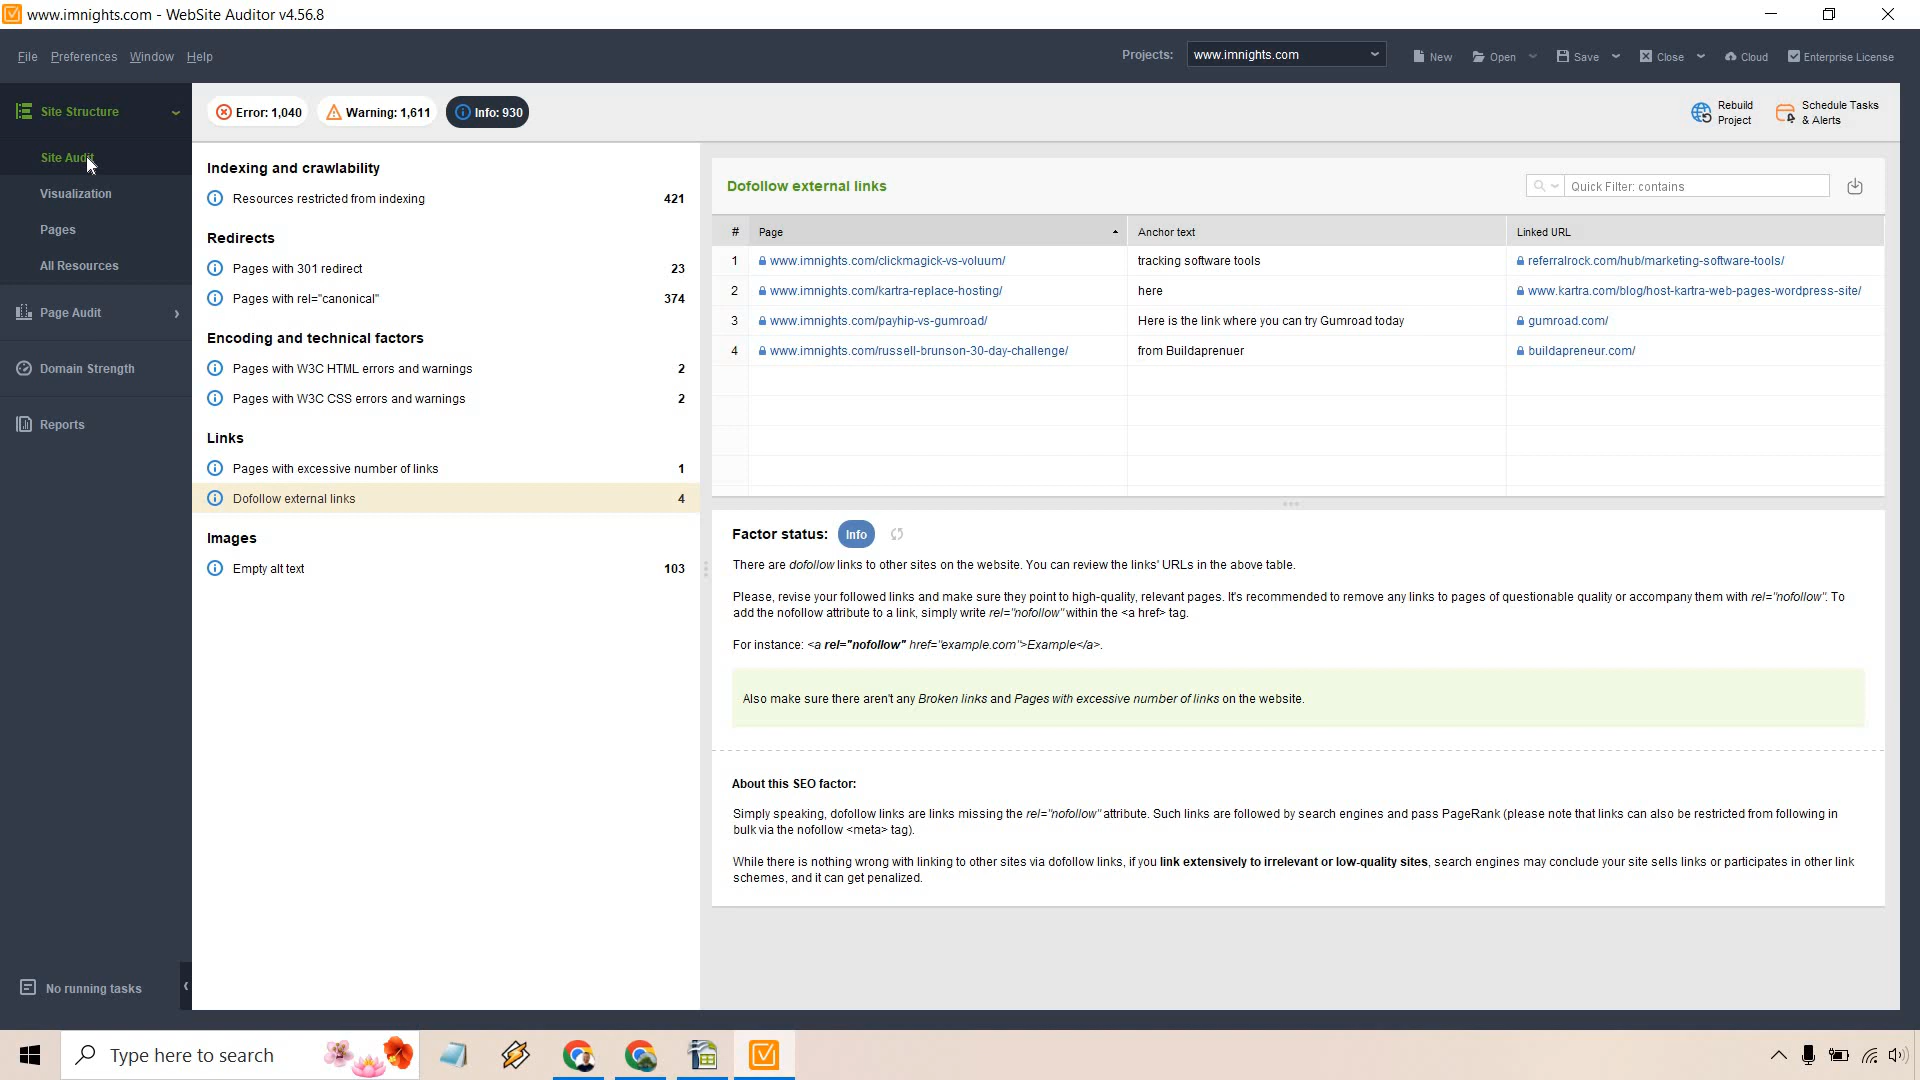 www.imnights.com - WebSite Auditor v4.56.8
File Preferences Window Help
Projects: www.imnights.com New Open Save Close Cloud Enterprise License
Site Structure
Site Audit
Visualization
Pages
All Resources
Page Audit
Domain Strength
Reports
No running tasks
Error: 1,040 Warning: 1,611 Info: 930
Rebuild Project
Schedule Tasks & Alerts
Indexing and crawlability
Resources restricted from indexing 421
Redirects
Pages with 301 redirect 23
Pages with rel="canonical" 374
Encoding and technical factors
Pages with W3C HTML errors and warnings 2
Pages with W3C CSS errors and warnings 2
Links
Pages with excessive number of links 1
Dofollow external links 4
Images
Empty alt text 103
Dofollow external links
Quick Filter: contains
# Page Anchor text Linked URL
1 www.imnights.com/clickmagick-vs-voluum/ tracking software tools referralrock.com/hub/marketing-software-tools/
2 www.imnights.com/kartra-replace-hosting/ here www.kartra.com/blog/host-kartra-web-pages-wordpress-site/
3 www.imnights.com/payhip-vs-gumroad/ Here is the link where you can try Gumroad today gumroad.com/
4 www.imnights.com/russell-brunson-30-day-challenge/ from Buildaprenuer buildapreneur.com/
Factor status: Info
There are dofollow links to other sites on the website. You can review the links' URLs in the above table.
Please, revise your followed links and make sure they point to high-quality, relevant pages. It's recommended to remove any links to pages of questionable quality or accompany them with rel="nofollow". To
add the nofollow attribute to a link, simply write rel="nofollow" within the <a href> tag.
For instance: <a rel="nofollow" href="example.com">Example</a>.
Also make sure there aren't any Broken links and Pages with excessive number of links on the website.
About this SEO factor:
Simply speaking, dofollow links are links missing the rel="nofollow" attribute. Such links are followed by search engines and pass PageRank (please note that links can also be restricted from following in
bulk via the nofollow <meta> tag).
While there is nothing wrong with linking to other sites via dofollow links, if you link extensively to irrelevant or low-quality sites, search engines may conclude your site sells links or participates in other link
schemes, and it can get penalized.
Type here to search